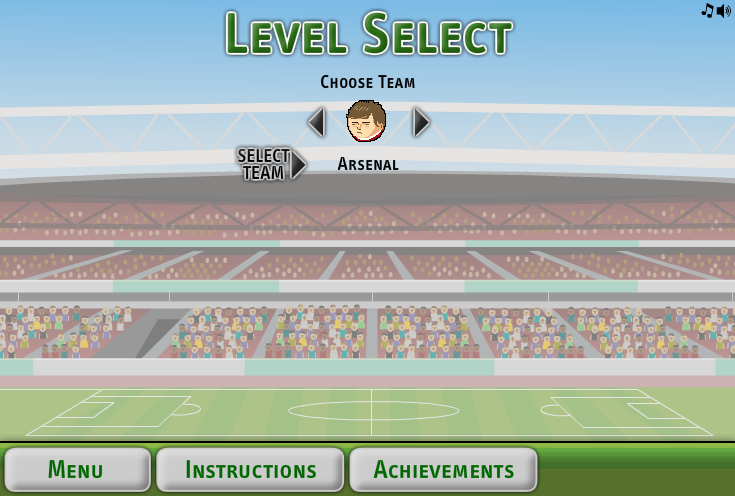 Level Select
Choose Team
SELECT
TEAM
Arsenal
Menu
Instructions
Achievements